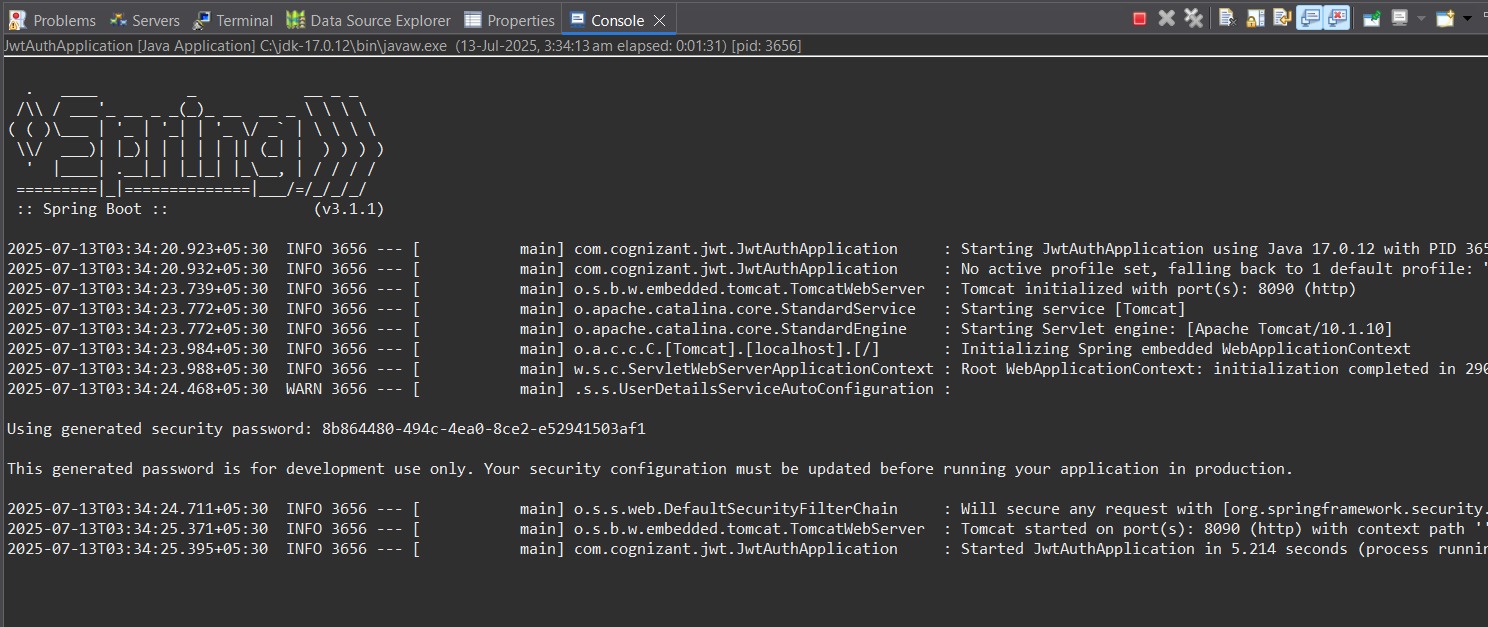 Problems Servers Terminal Data Source Explorer Properties Console
JwtAuthApplication [Java Application] C:\jdk-17.0.12\bin\javaw.exe (13-Jul-2025, 3:34:13 am elapsed: 0:01:31) [pid: 3656]
  .   ____          _            __ _ _
 /\\ / ___'_ __ _ _(_)_ __  __ _ \ \ \ \
( ( )\___ | '_ | '_| | '_ \/ _` | \ \ \ \
 \\/  ___)| |_)| | | | | || (_| |  ) ) ) )
  '  |____| .__|_| |_|_| |_\__, | / / / /
 =========|_|==============|___/=/_/_/_/
 :: Spring Boot ::                (v3.1.1)
2025-07-13T03:34:20.923+05:30  INFO 3656 --- [           main] com.cognizant.jwt.JwtAuthApplication     : Starting JwtAuthApplication using Java 17.0.12 with PID 365
2025-07-13T03:34:20.932+05:30  INFO 3656 --- [           main] com.cognizant.jwt.JwtAuthApplication     : No active profile set, falling back to 1 default profile: '
2025-07-13T03:34:23.739+05:30  INFO 3656 --- [           main] o.s.b.w.embedded.tomcat.TomcatWebServer  : Tomcat initialized with port(s): 8090 (http)
2025-07-13T03:34:23.772+05:30  INFO 3656 --- [           main] o.apache.catalina.core.StandardService   : Starting service [Tomcat]
2025-07-13T03:34:23.772+05:30  INFO 3656 --- [           main] o.apache.catalina.core.StandardEngine    : Starting Servlet engine: [Apache Tomcat/10.1.10]
2025-07-13T03:34:23.984+05:30  INFO 3656 --- [           main] o.a.c.c.C.[Tomcat].[localhost].[/]       : Initializing Spring embedded WebApplicationContext
2025-07-13T03:34:23.988+05:30  INFO 3656 --- [           main] w.s.c.ServletWebServerApplicationContext : Root WebApplicationContext: initialization completed in 290
2025-07-13T03:34:24.468+05:30  WARN 3656 --- [           main] .s.s.UserDetailsServiceAutoConfiguration :
Using generated security password: 8b864480-494c-4ea0-8ce2-e52941503af1
This generated password is for development use only. Your security configuration must be updated before running your application in production.
2025-07-13T03:34:24.711+05:30  INFO 3656 --- [           main] o.s.s.web.DefaultSecurityFilterChain     : Will secure any request with [org.springframework.security.
2025-07-13T03:34:25.371+05:30  INFO 3656 --- [           main] o.s.b.w.embedded.tomcat.TomcatWebServer  : Tomcat started on port(s): 8090 (http) with context path ''
2025-07-13T03:34:25.395+05:30  INFO 3656 --- [           main] com.cognizant.jwt.JwtAuthApplication     : Started JwtAuthApplication in 5.214 seconds (process runnin